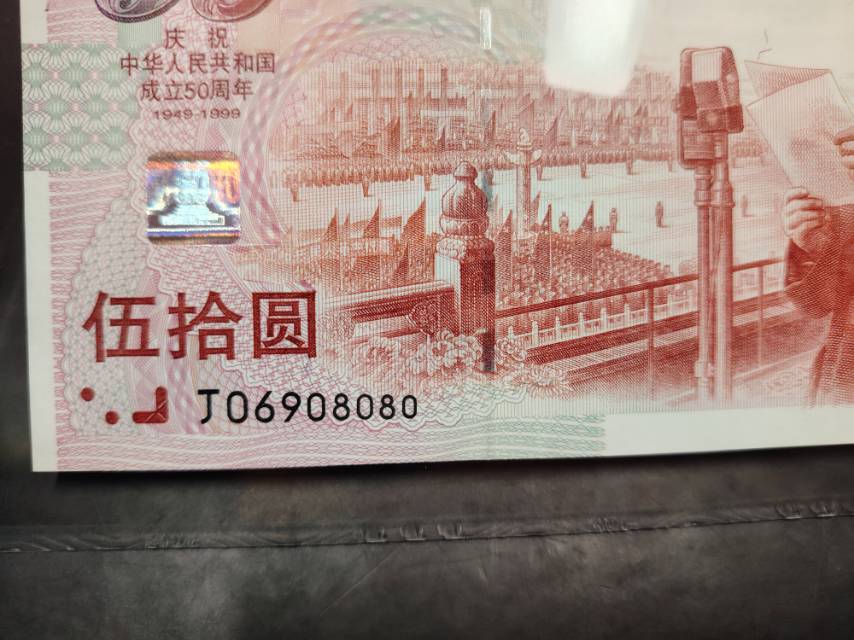 庆祝
中华人民共和国
成立50周年
1949-1999
伍拾圆
J06908080